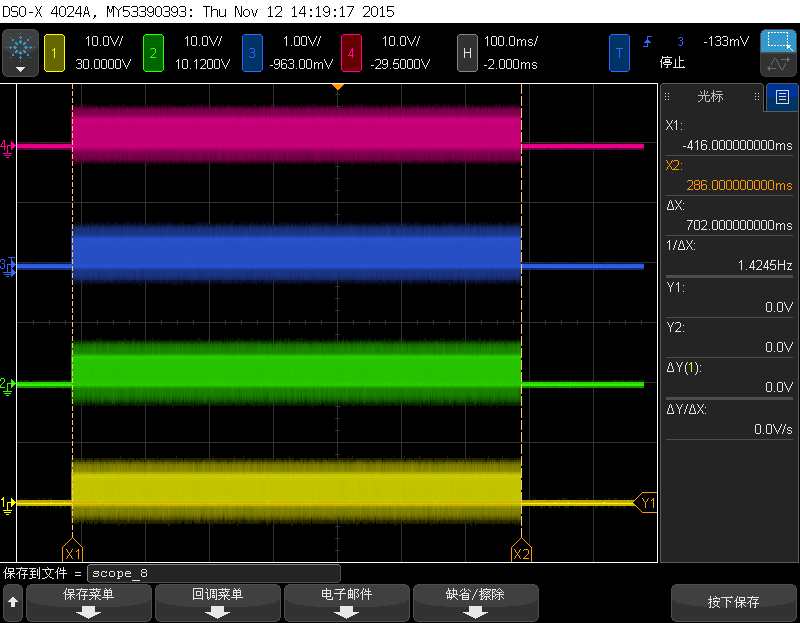 DSO-X 4024A, MY53390393: Thu Nov 12 14:19:17 2015
1 10.0V/ 30.0000V
2 10.0V/ 10.1200V
3 1.00V/ -963.00mV
4 10.0V/ -29.5000V
H 100.0ms/ -2.000ms
T 3 -133mV
停止
光标
X1:
-416.000000000ms
X2:
286.000000000ms
ΔX:
702.000000000ms
1/ΔX:
1.4245Hz
Y1:
0.0V
Y2:
0.0V
ΔY(1):
0.0V
ΔY/ΔX:
0.0V/s
4
3
T
2
1
Y1
X1 X2
保存到文件 = scope_8
保存菜单 回调菜单 电子邮件 缺省/擦除 按下保存